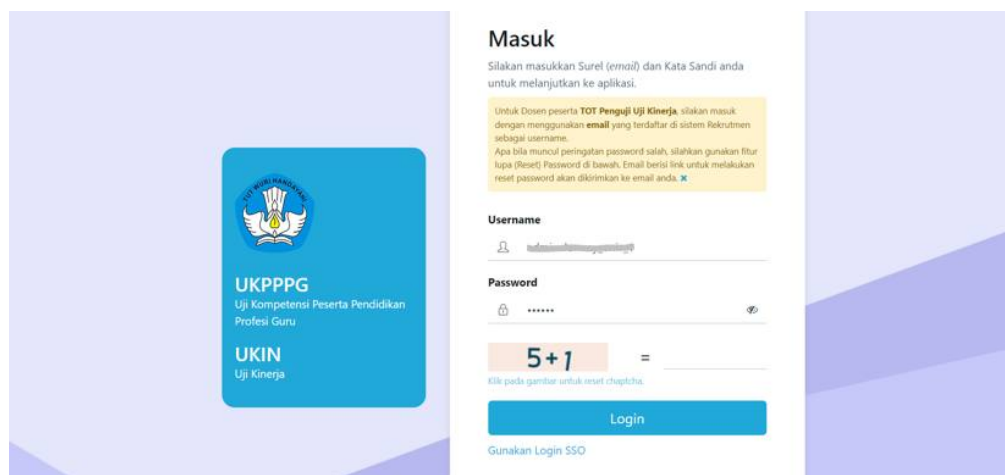 Masuk
Silakan masukkan Surel (email) dan Kata Sandi anda
untuk melanjutkan ke aplikasi.
Untuk Dosen peserta TOT Penguji Uji Kinerja, silakan masuk
dengan menggunakan email yang terdaftar di sistem Rekrutmen
sebagai username.
Apa bila muncul peringatan password salah, silahkan gunakan fitur
lupa (Reset) Password di bawah. Email berisi link untuk melakukan
reset password akan dikirimkan ke email anda. ×
TUT WURI HANDAYANI
UKPPPG
Uji Kompetensi Peserta Pendidikan
Profesi Guru
UKIN
Uji Kinerja
Username
Password
••••••
5+1 =
Klik pada gambar untuk reset chaptcha.
Login
Gunakan Login SSO